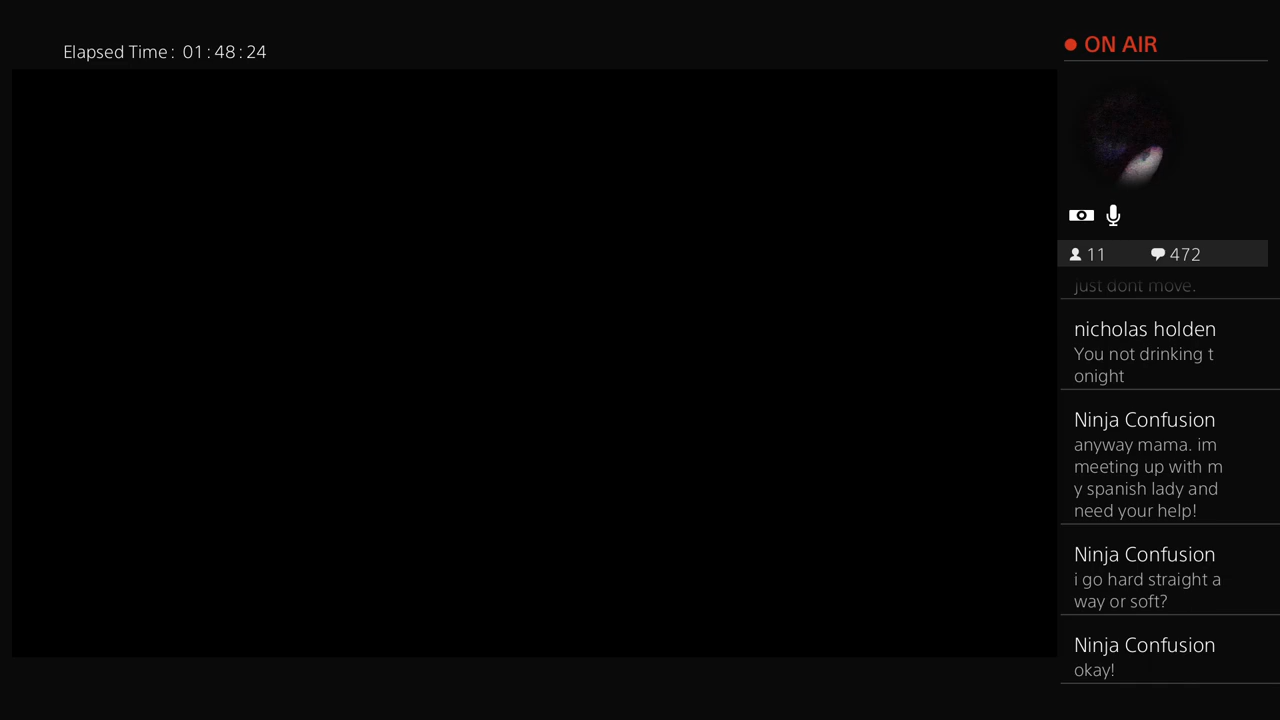 Elapsed Time: 01:48:24
ON AIR
11 472
just dont move.
nicholas holden
You not drinking t
onight
Ninja Confusion
anyway mama. im
meeting up with m
y spanish lady and
need your help!
Ninja Confusion
i go hard straight a
way or soft?
Ninja Confusion
okay!